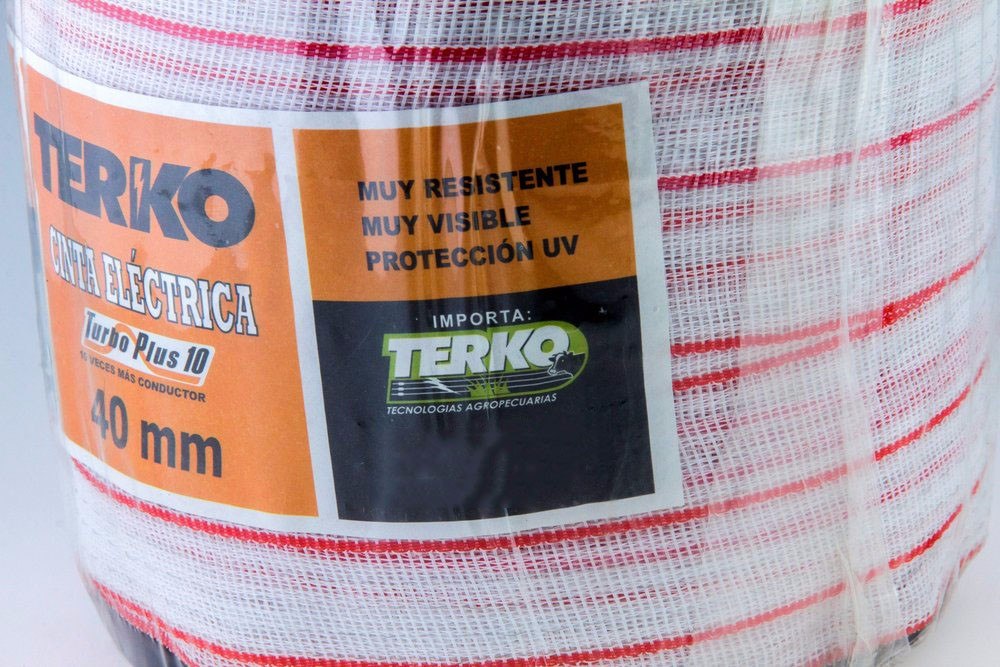 TERKO
CINTA ELÉCTRICA
Turbo Plus 10
10 VECES MÁS CONDUCTOR
40 mm
MUY RESISTENTE
MUY VISIBLE
PROTECCIÓN UV
IMPORTA:
TERKO
TECNOLOGIAS AGROPECUARIAS